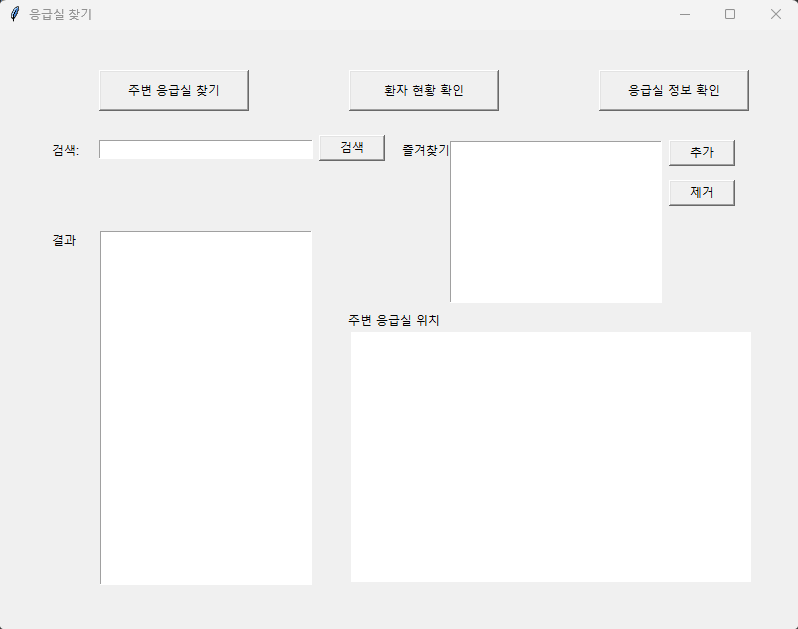 응급실 찾기
주변 응급실 찾기
환자 현황 확인
응급실 정보 확인
검색:
검색
즐겨찾기
추가
제거
결과
주변 응급실 위치